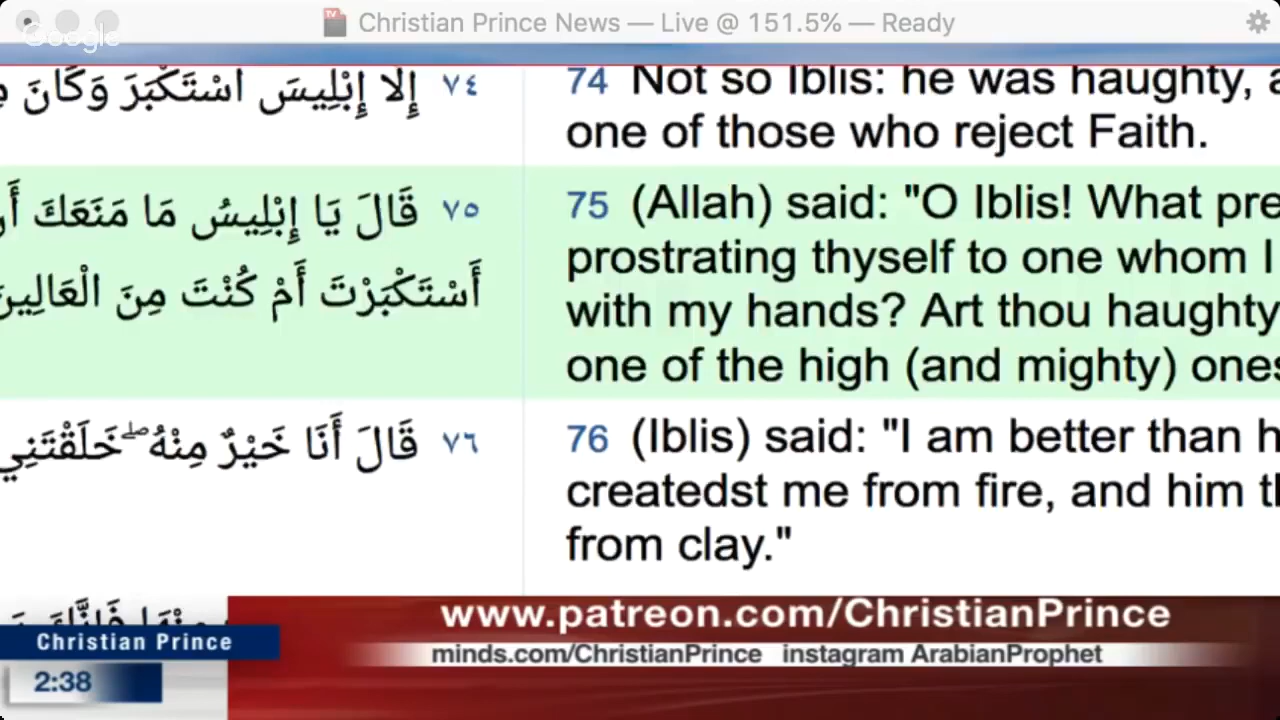 Christian Prince News — Live @ 151.5% — Ready
Google
إِلَّا إِبْلِيسَ اسْتَكْبَرَ وَكَانَ ٧٤
74 Not so Iblis: he was haughty,
one of those who reject Faith.
قَالَ يَا إِبْلِيسُ مَا مَنَعَكَ ٧٥
أَسْتَكْبَرْتَ أَمْ كُنْتَ مِنَ الْعَالِينَ
75 (Allah) said: "O Iblis! What pre
prostrating thyself to one whom I
with my hands? Art thou haughty
one of the high (and mighty) ones
قَالَ أَنَا خَيْرٌ مِنْهُ ۖ خَلَقْتَنِي ٧٦
76 (Iblis) said: "I am better than h
createdst me from fire, and him th
from clay."
www.patreon.com/ChristianPrince
Christian Prince
minds.com/ChristianPrince instagram ArabianProphet
2:38